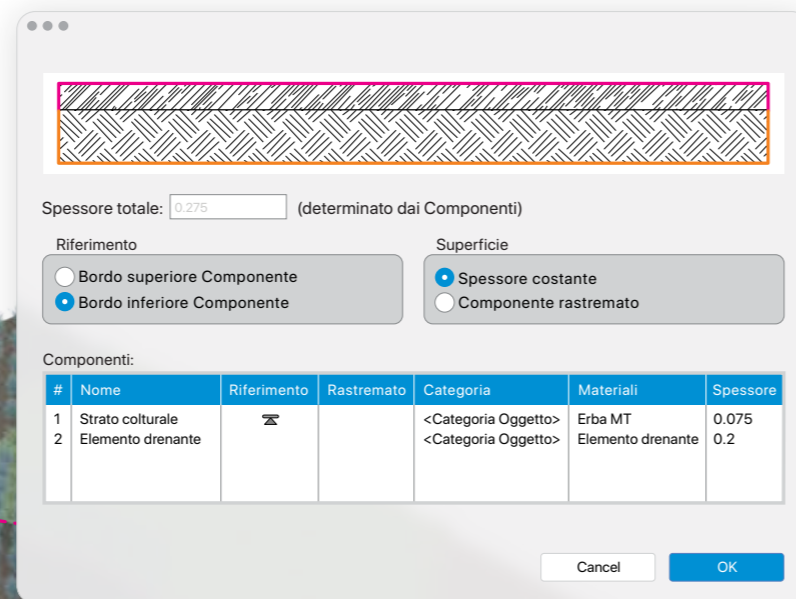 Spessore totale: 0.275 (determinato dai Componenti)
Riferimento
Bordo superiore Componente
Bordo inferiore Componente
Superficie
Spessore costante
Componente rastremato
Componenti:
# Nome Riferimento Rastremato Categoria Materiali Spessore
1 Strato colturale <Categoria Oggetto> Erba MT 0.075
2 Elemento drenante <Categoria Oggetto> Elemento drenante 0.2
Cancel OK